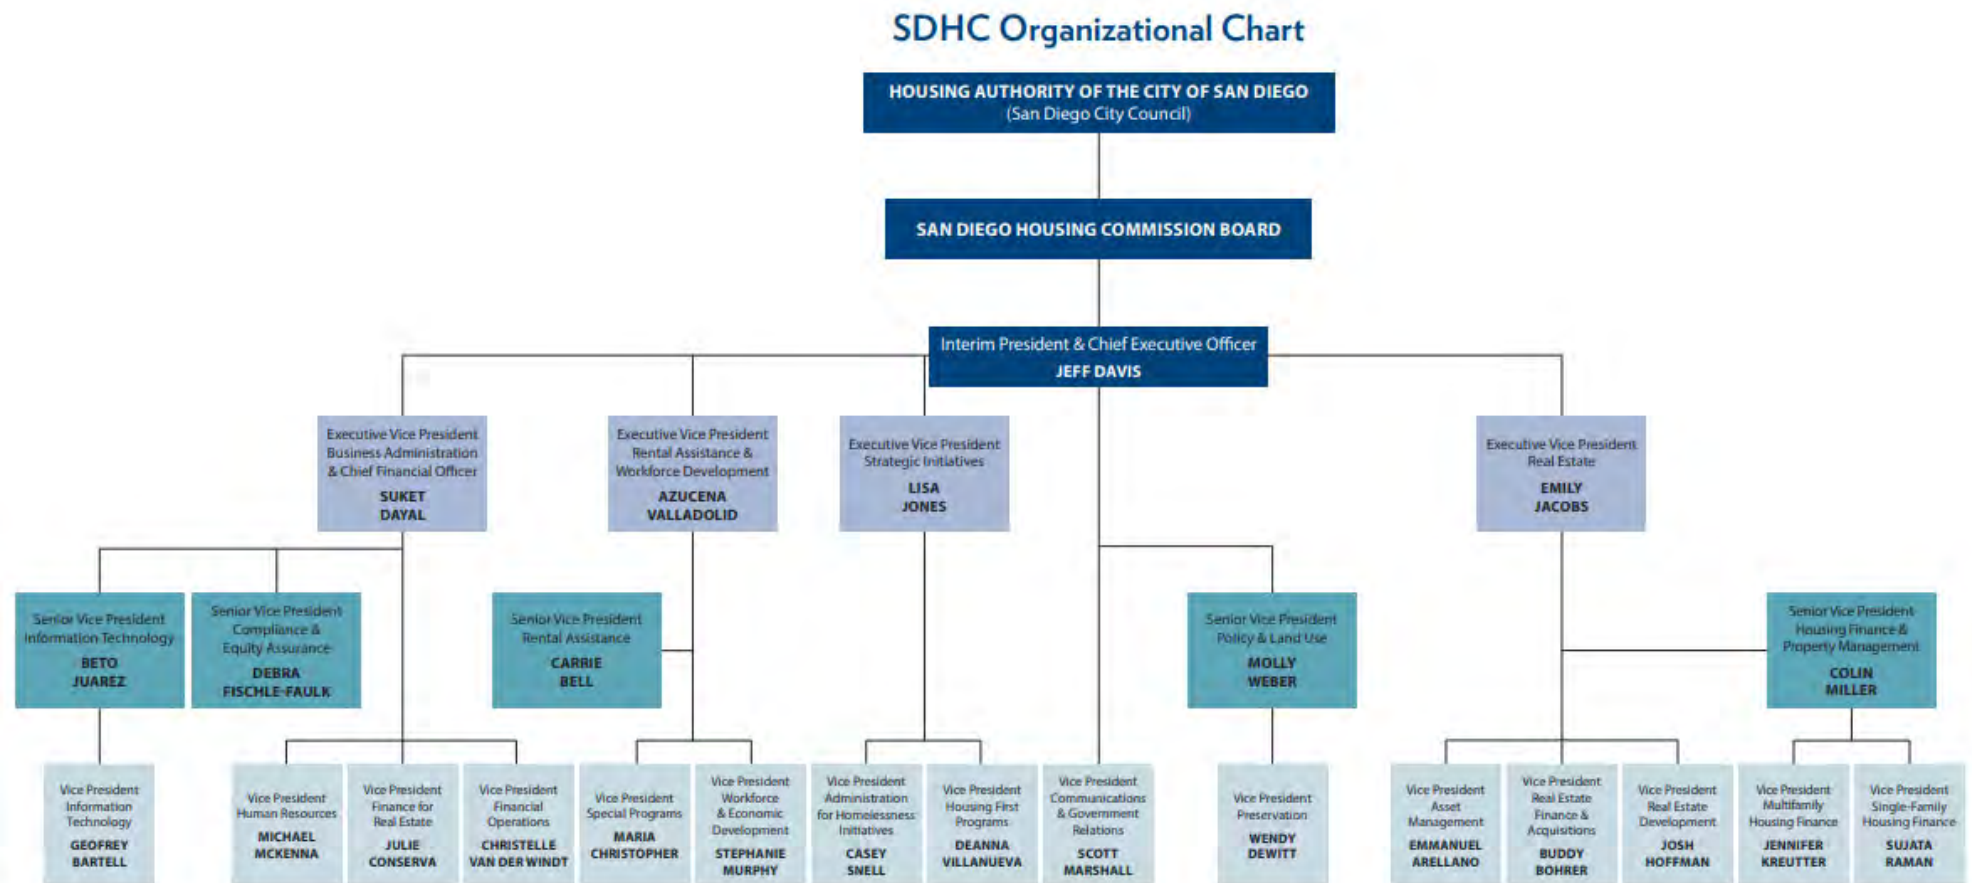 SDHC Organizational Chart
HOUSING AUTHORITY OF THE CITY OF SAN DIEGO
(San Diego City Council)
SAN DIEGO HOUSING COMMISSION BOARD
Interim President & Chief Executive Officer
JEFF DAVIS
Executive Vice President
Business Administration
& Chief Financial Officer
SUKET
DAYAL
Executive Vice President
Rental Assistance &
Workforce Development
AZUCENA
VALLADOLID
Executive Vice President
Strategic Initiatives
LISA
JONES
Executive Vice President
Real Estate
EMILY
JACOBS
Senior Vice President
Information Technology
BETO
JUAREZ
Senior Vice President
Compliance &
Equity Assurance
DEBRA
FISCHLE-FAULK
Senior Vice President
Rental Assistance
CARRIE
BELL
Senior Vice President
Policy & Land Use
MOLLY
WEBER
Senior Vice President
Housing Finance &
Property Management
COLIN
MILLER
Vice President
Information
Technology
GEOFREY
BARTELL
Vice President
Human Resources
MICHAEL
MCKENNA
Vice President
Finance for
Real Estate
JULIE
CONSERVA
Vice President
Financial
Operations
CHRISTELLE
VAN DER WINDT
Vice President
Special Programs
MARIA
CHRISTOPHER
Vice President
Workforce
& Economic
Development
STEPHANIE
MURPHY
Vice President
Administration
for Homelessness
Initiatives
CASEY
SNELL
Vice President
Housing First
Programs
DEANNA
VILLANUEVA
Vice President
Communications
& Government
Relations
SCOTT
MARSHALL
Vice President
Preservation
WENDY
DEWITT
Vice President
Asset
Management
EMMANUEL
ARELLANO
Vice President
Real Estate
Finance &
Acquisitions
BUDDY
BOHRER
Vice President
Real Estate
Development
JOSH
HOFFMAN
Vice President
Multifamily
Housing Finance
JENNIFER
KREUTTER
Vice President
Single-Family
Housing Finance
SUJATA
RAMAN